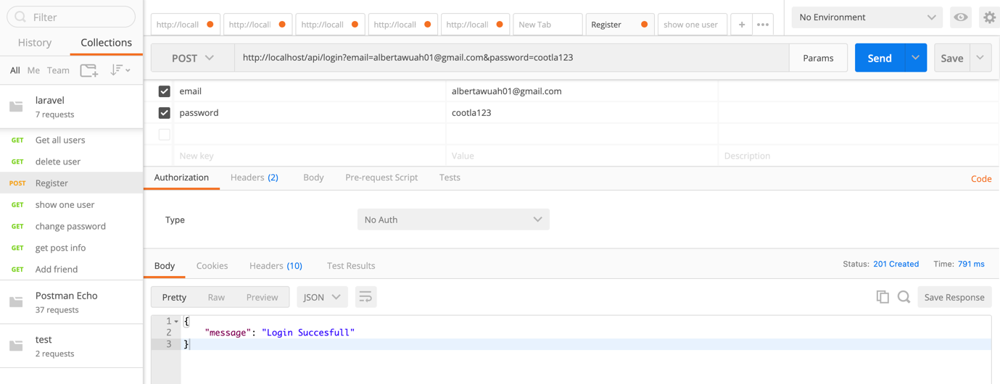 Filter
History Collections
All Me Team
laravel
7 requests
GET Get all users
GET delete user
POST Register
GET show one user
GET change password
GET get post info
GET Add friend
Postman Echo
37 requests
test
2 requests
http://locall http://locall http://locall http://locall http://locall New Tab Register show one user + •••
No Environment
POST http://localhost/api/login?email=albertawuah01@gmail.com&password=cootla123 Params Send Save
email albertawuah01@gmail.com
password cootla123
New key Value Description
Authorization Headers (2) Body Pre-request Script Tests Code
Type No Auth
Body Cookies Headers (10) Test Results Status: 201 Created Time: 791 ms
Pretty Raw Preview JSON Save Response
1 {
2 "message": "Login Succesfull"
3 }